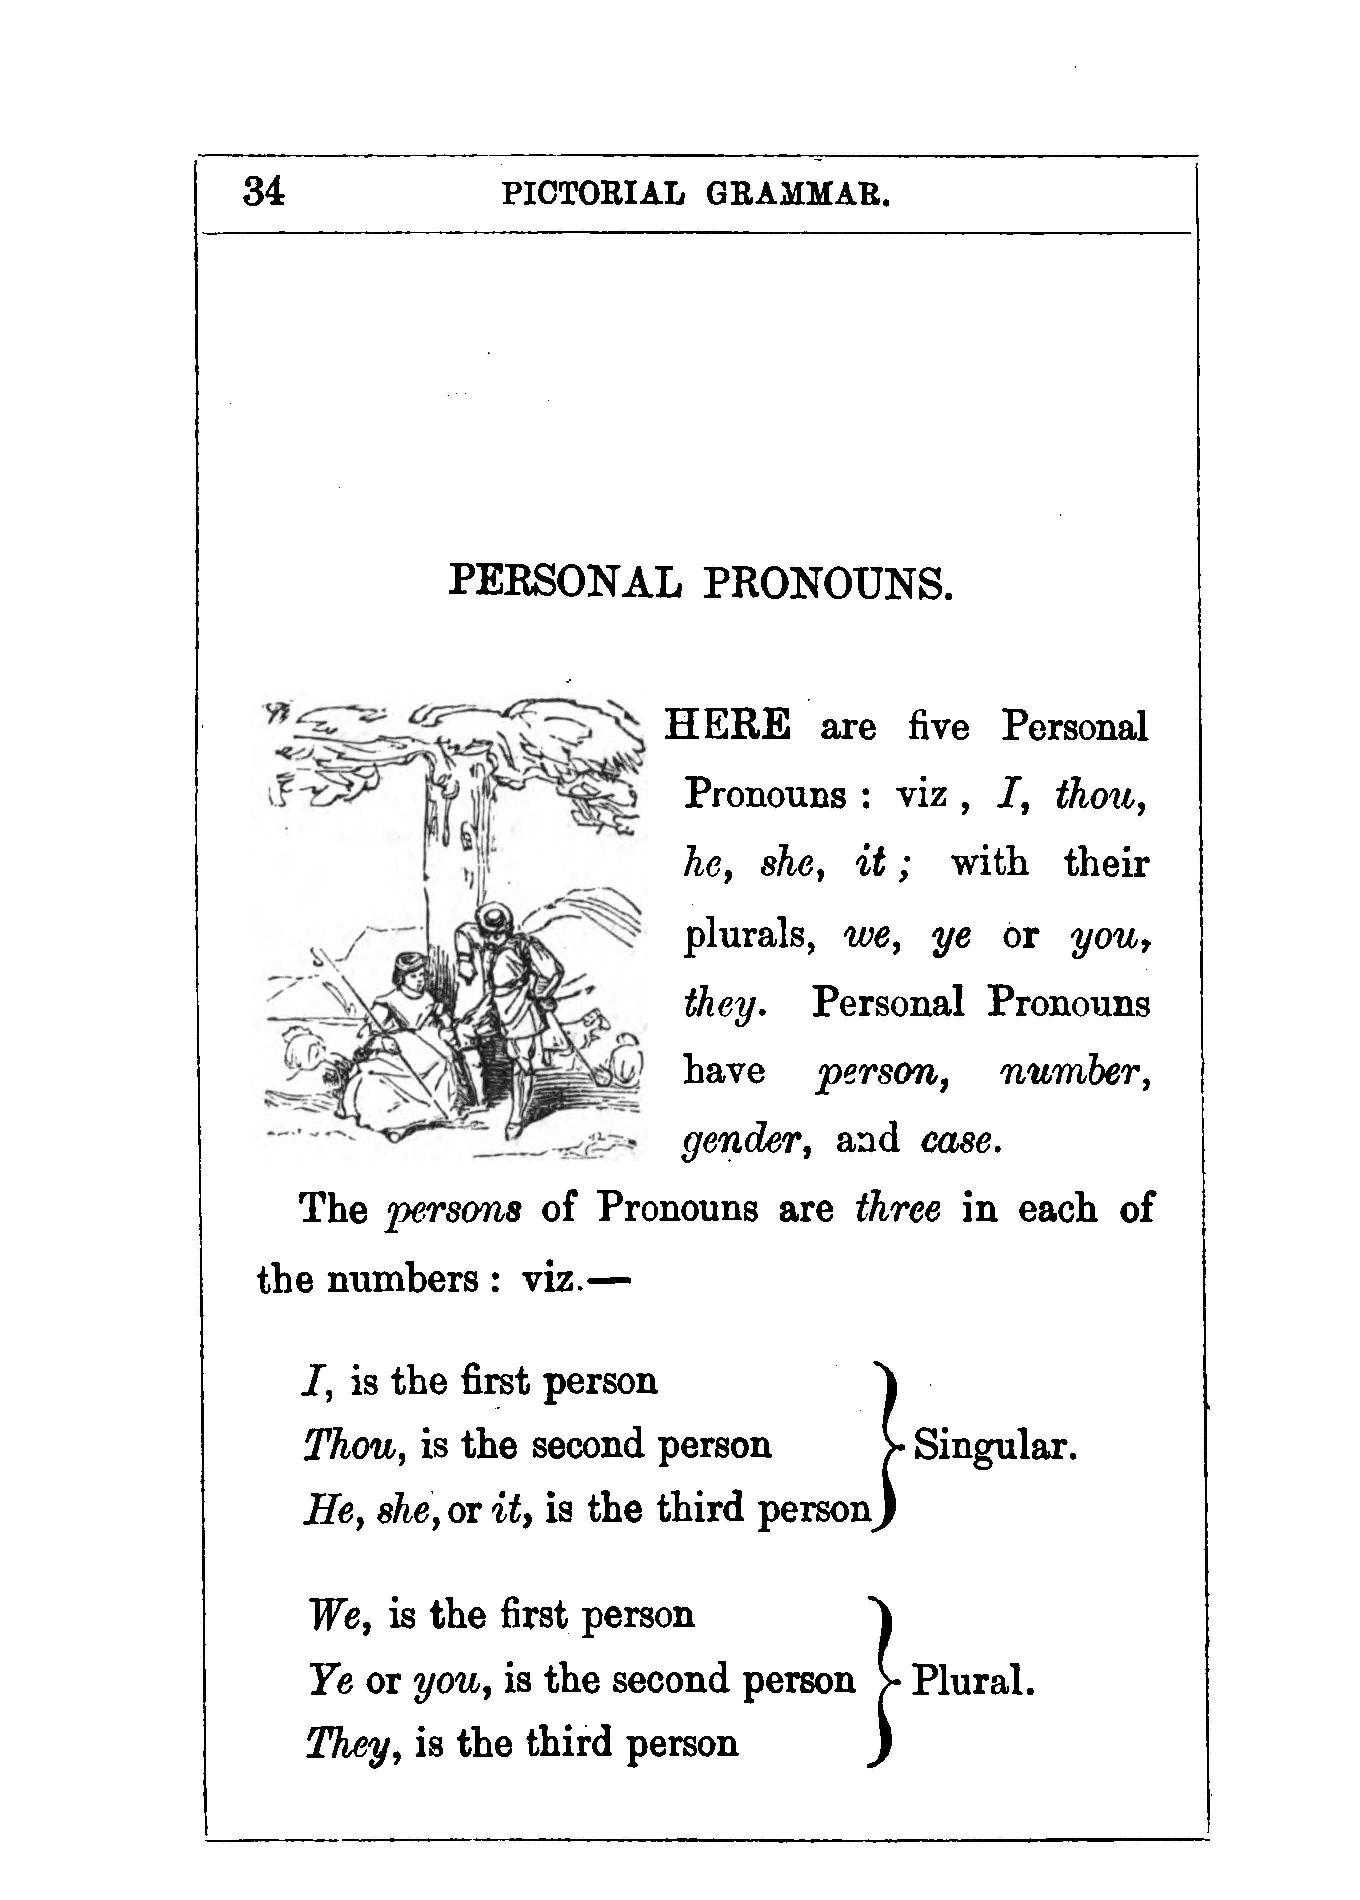 34 PICTORIAL GRAMMAR.
PERSONAL PRONOUNS.
HERE are five Personal
Pronouns : viz , I, thou,
he, she, it ; with their
plurals, we, ye or you,
they. Personal Pronouns
have person, number,
gender, and case.
The persons of Pronouns are three in each of
the numbers : viz.—
I, is the first person
Thou, is the second person } Singular.
He, she, or it, is the third person
We, is the first person
Ye or you, is the second person } Plural.
They, is the third person